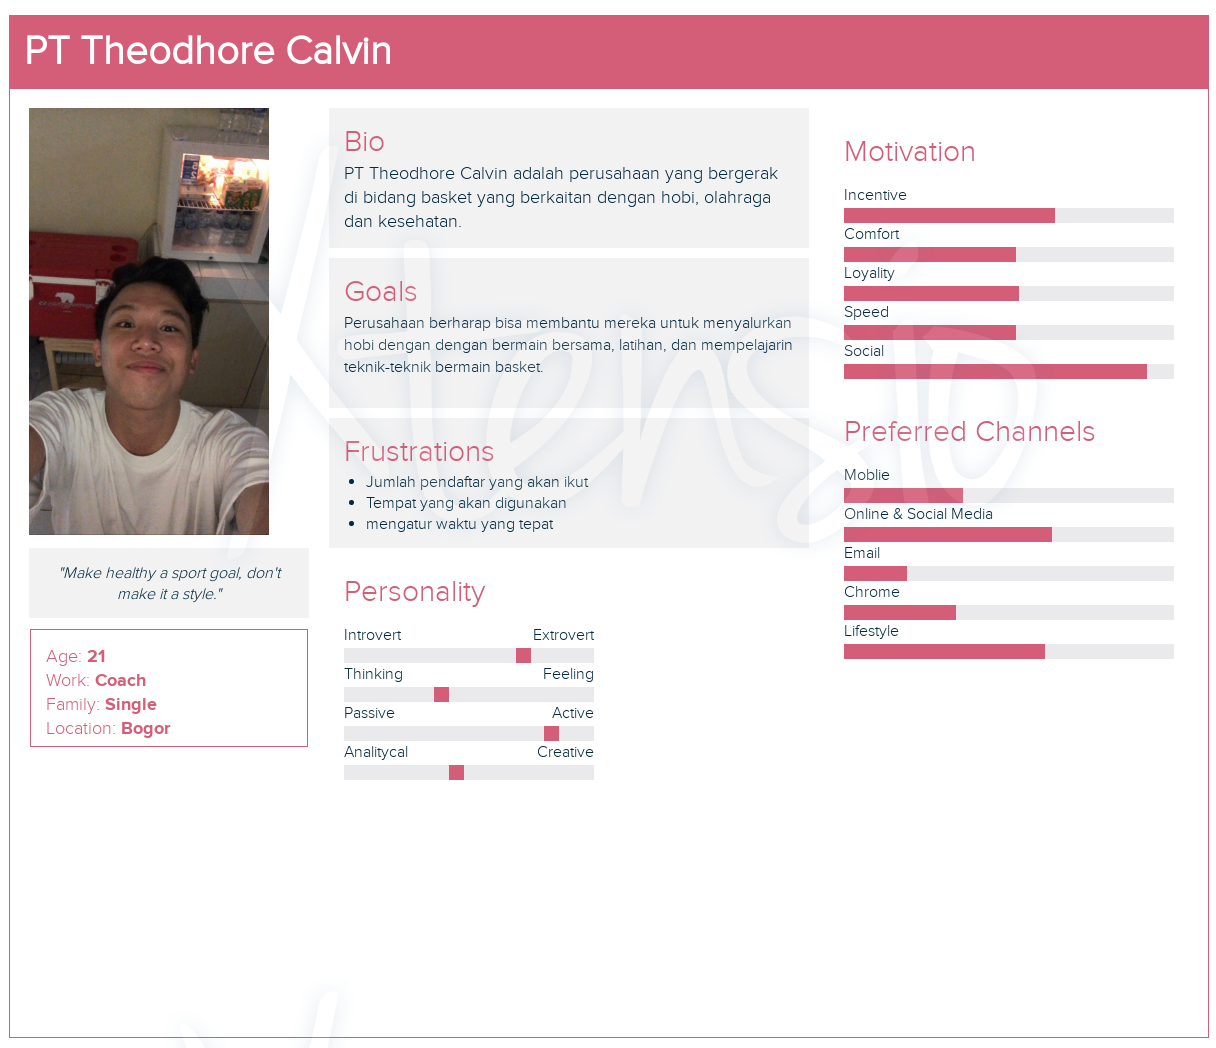 PT Theodhore Calvin
"Make healthy a sport goal, don't
make it a style."
Age: 21
Work: Coach
Family: Single
Location: Bogor
Bio
PT Theodhore Calvin adalah perusahaan yang bergerak
di bidang basket yang berkaitan dengan hobi, olahraga
dan kesehatan.
Goals
Perusahaan berharap bisa membantu mereka untuk menyalurkan
hobi dengan dengan bermain bersama, latihan, dan mempelajarin
teknik-teknik bermain basket.
Frustrations
Jumlah pendaftar yang akan ikut
Tempat yang akan digunakan
mengatur waktu yang tepat
Personality
Introvert Extrovert
Thinking Feeling
Passive Active
Analitycal Creative
Motivation
Incentive
Comfort
Loyality
Speed
Social
Preferred Channels
Moblie
Online & Social Media
Email
Chrome
Lifestyle
Xtensio